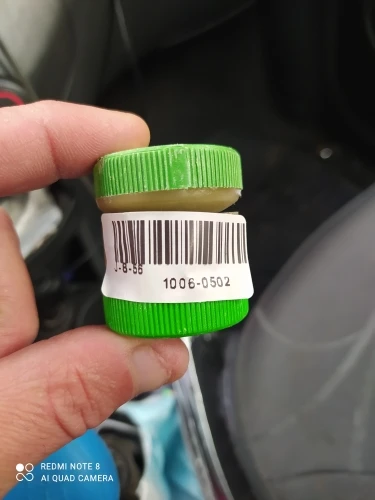 1006-0502
REDMI NOTE 8
AI QUAD CAMERA